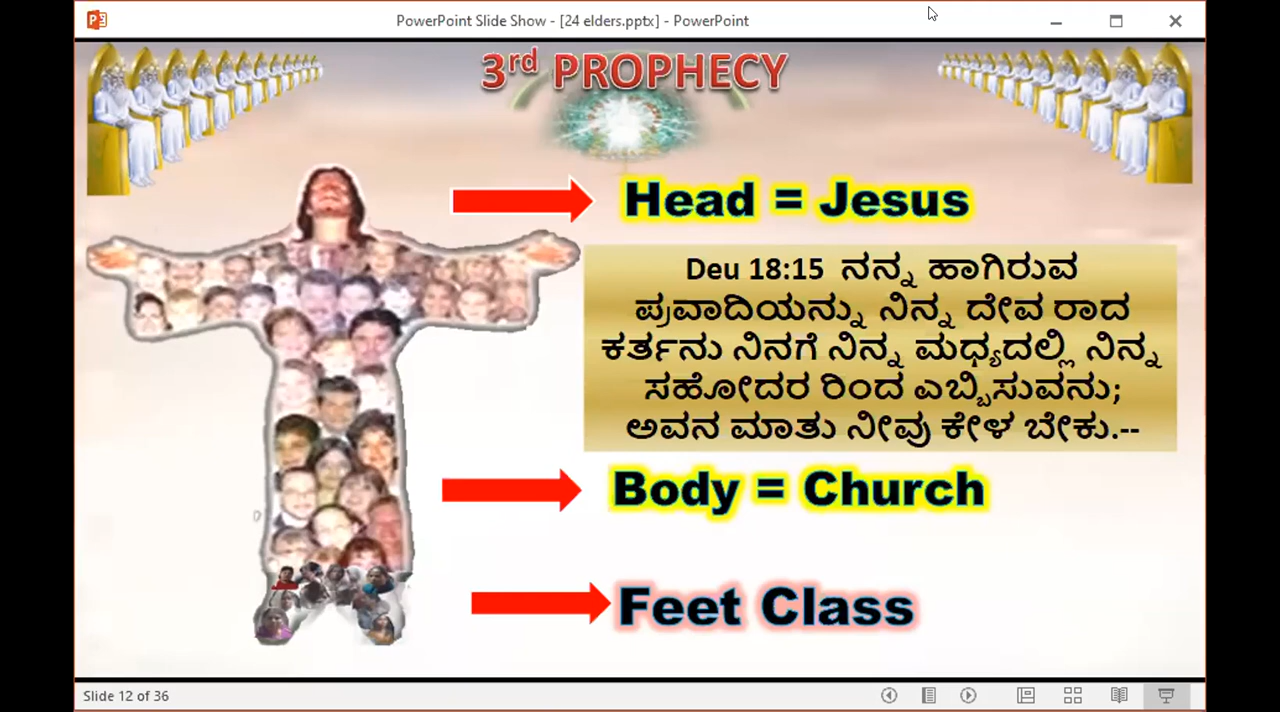 PowerPoint Slide Show - [24 elders.pptx] - PowerPoint
3rd PROPHECY
Head = Jesus
Deu 18:15 ನನ್ನ ಹಾಗಿರುವ
ಪ್ರವಾದಿಯನ್ನು ನಿನ್ನ ದೇವ ರಾದ
ಕರ್ತನು ನಿನಗೆ ನಿನ್ನ ಮಧ್ಯದಲ್ಲಿ ನಿನ್ನ
ಸಹೋದರ ರಿಂದ ಎಬ್ಬಿಸುವನು;
ಅವನ ಮಾತು ನೀವು ಕೇಳ ಬೇಕು.--
Body = Church
Feet Class
Slide 12 of 36